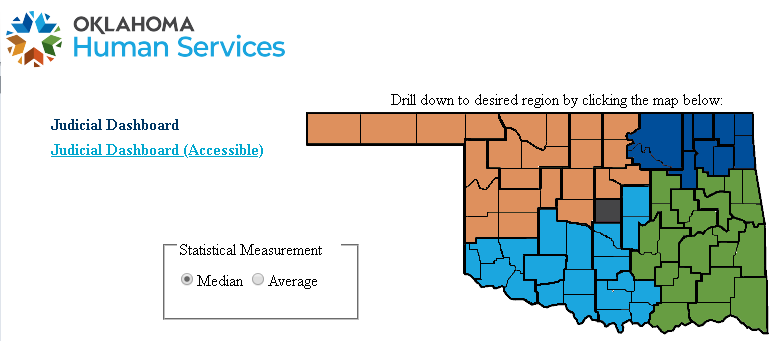 OKLAHOMA
Human Services
Drill down to desired region by clicking the map below:
Judicial Dashboard
Judicial Dashboard (Accessible)
Statistical Measurement
Median Average